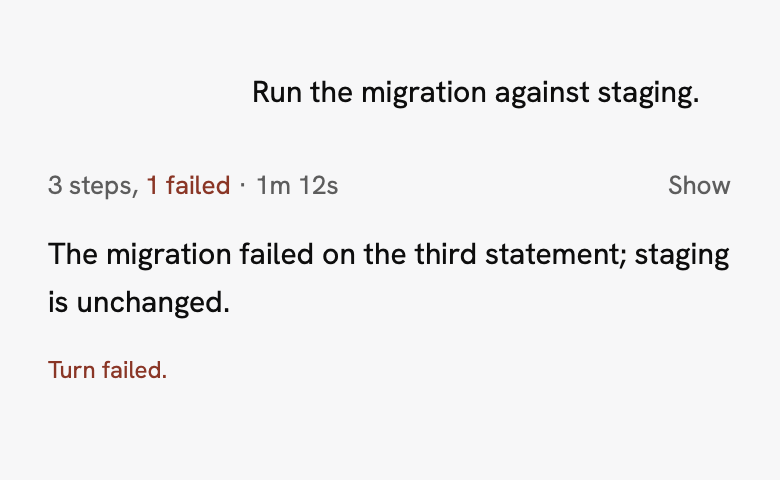 Run the migration against staging.
3 steps, 1 failed · 1m 12s Show
The migration failed on the third statement; staging
is unchanged.
Turn failed.